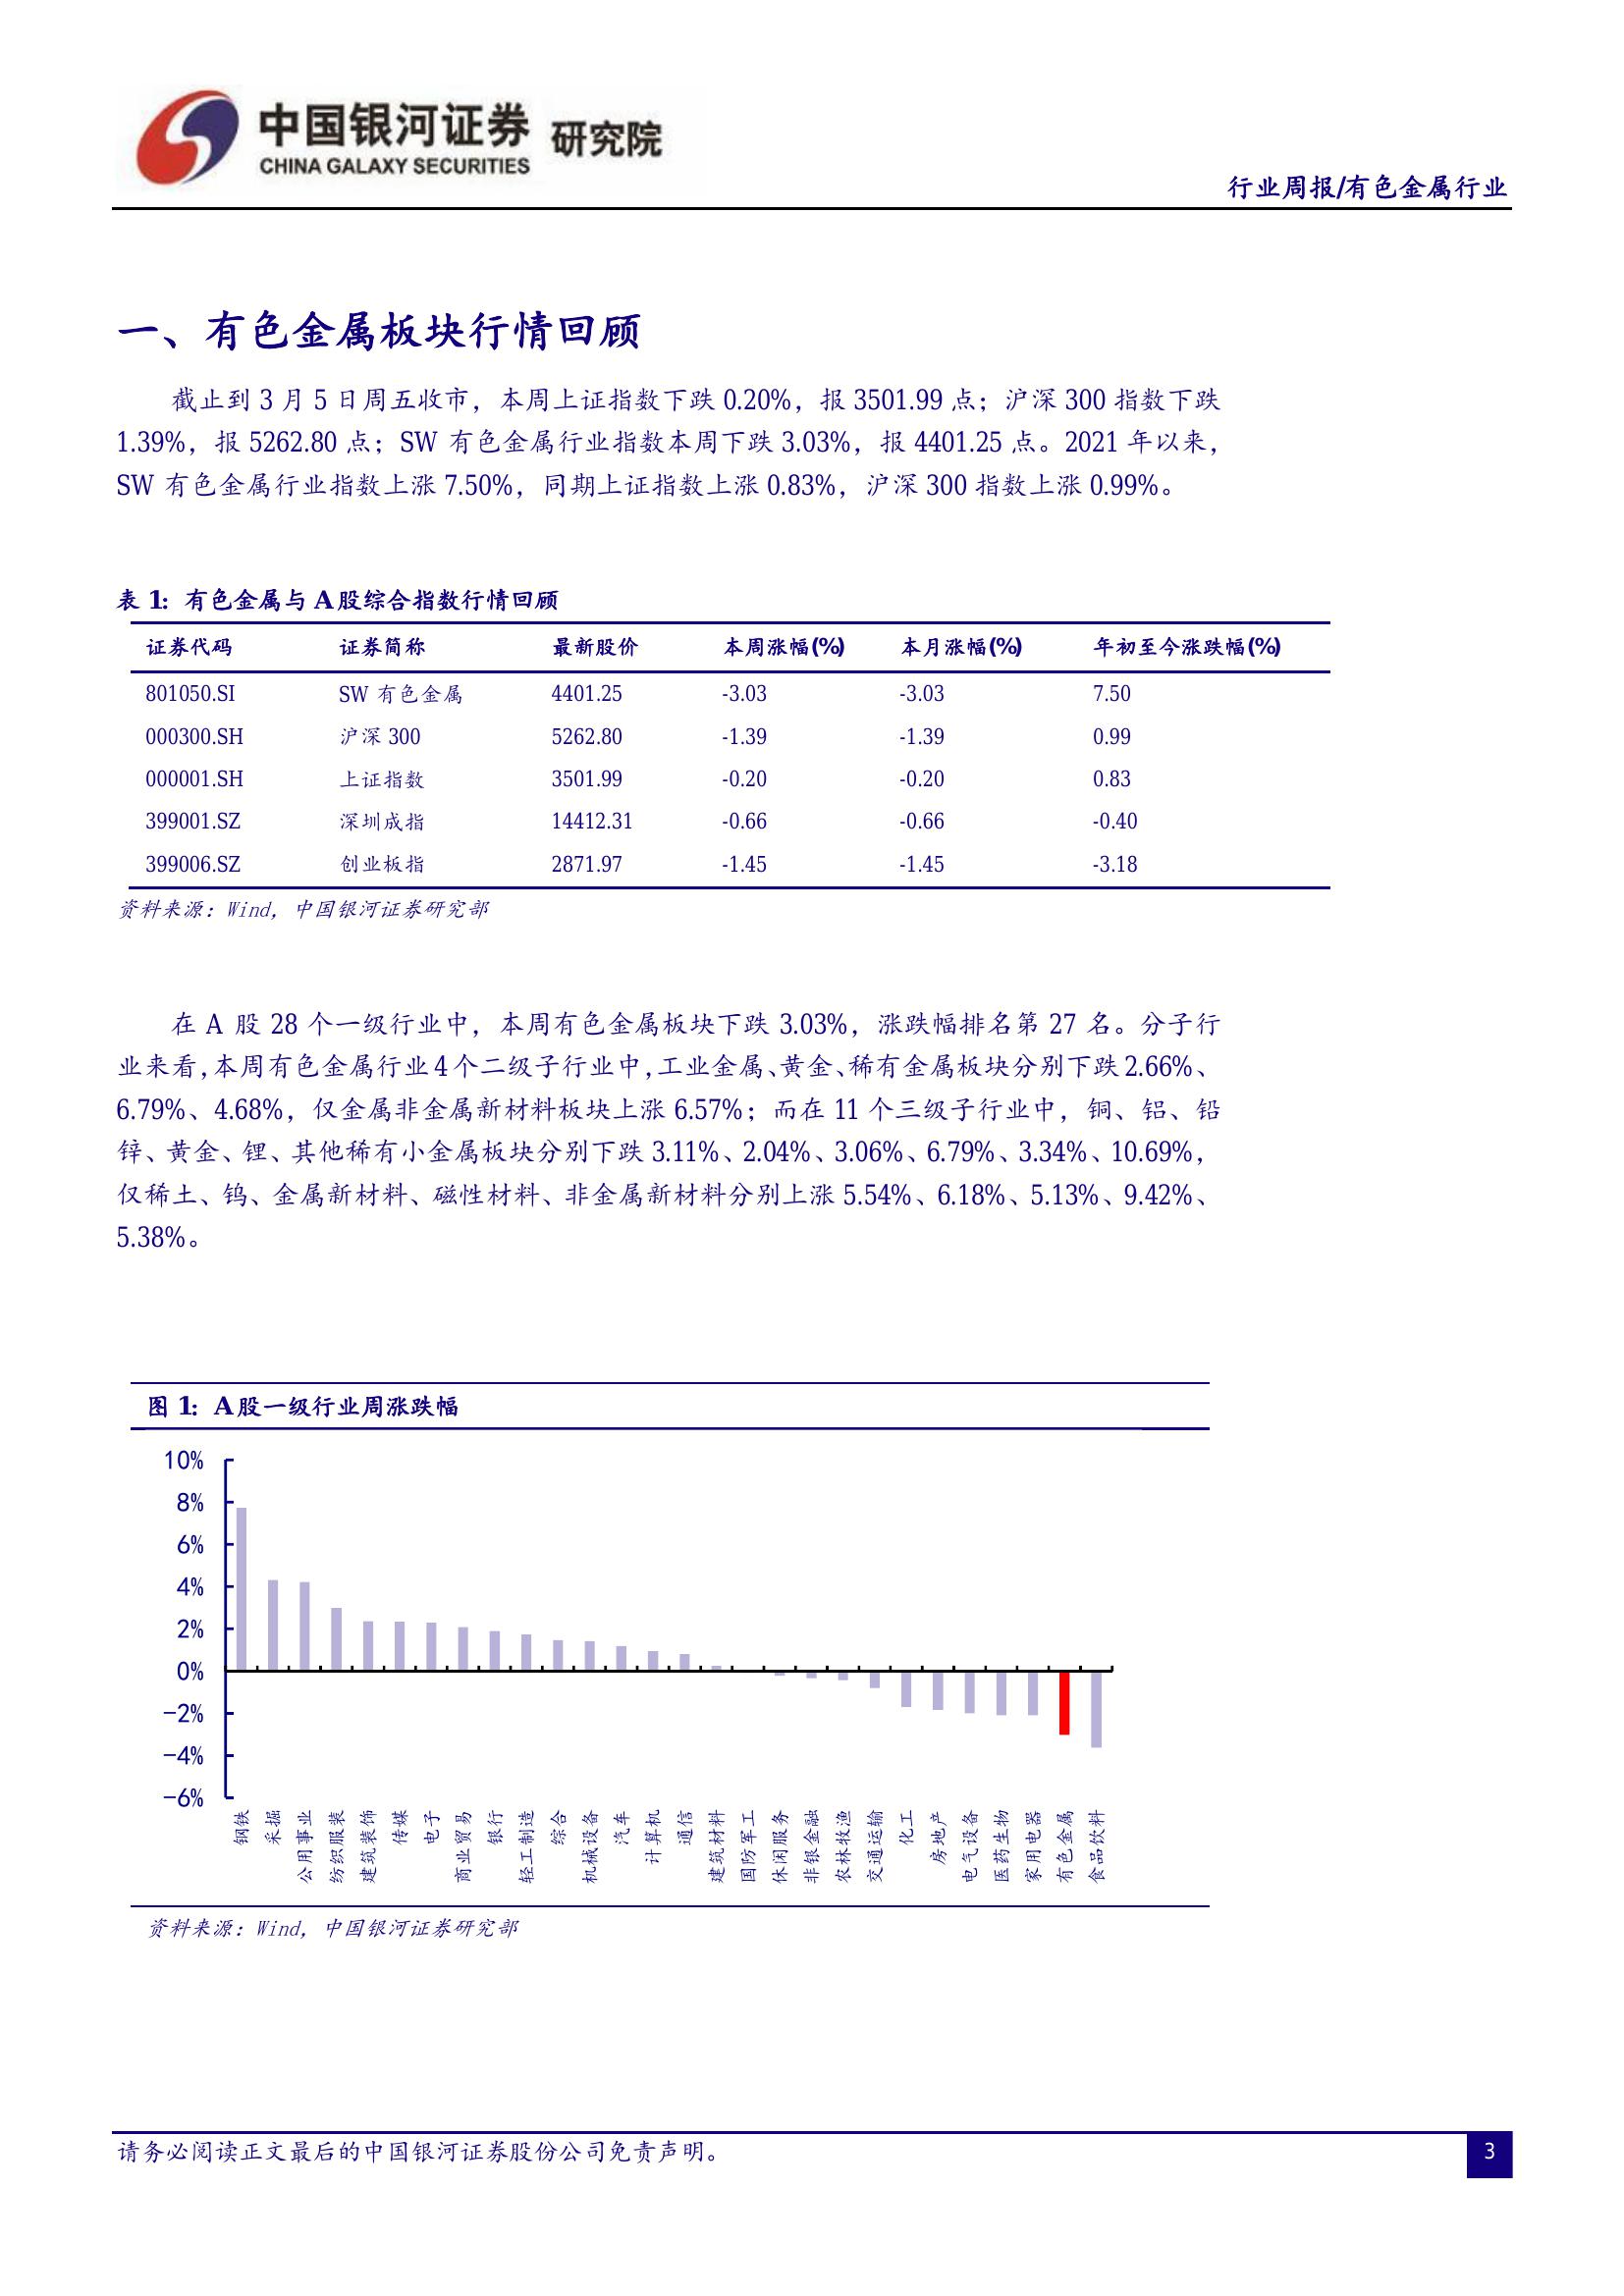 中国银河证券 研究院
CHINA GALAXY SECURITIES
行业周报/有色金属行业
一、有色金属板块行情回顾
截止到 3 月 5 日周五收市，本周上证指数下跌 0.20%，报 3501.99 点；沪深 300 指数下跌
1.39%，报 5262.80 点；SW 有色金属行业指数本周下跌 3.03%，报 4401.25 点。2021 年以来，
SW 有色金属行业指数上涨 7.50%，同期上证指数上涨 0.83%，沪深 300 指数上涨 0.99%。
表 1: 有色金属与 A 股综合指数行情回顾
证券代码 证券简称 最新股价 本周涨幅(%) 本月涨幅(%) 年初至今涨跌幅(%)
801050.SI SW 有色金属 4401.25 -3.03 -3.03 7.50
000300.SH 沪深 300 5262.80 -1.39 -1.39 0.99
000001.SH 上证指数 3501.99 -0.20 -0.20 0.83
399001.SZ 深圳成指 14412.31 -0.66 -0.66 -0.40
399006.SZ 创业板指 2871.97 -1.45 -1.45 -3.18
资料来源：Wind，中国银河证券研究部
在 A 股 28 个一级行业中，本周有色金属板块下跌 3.03%，涨跌幅排名第 27 名。分子行
业来看，本周有色金属行业 4 个二级子行业中，工业金属、黄金、稀有金属板块分别下跌 2.66%、
6.79%、4.68%，仅金属非金属新材料板块上涨 6.57%；而在 11 个三级子行业中，铜、铝、铅
锌、黄金、锂、其他稀有小金属板块分别下跌 3.11%、2.04%、3.06%、6.79%、3.34%、10.69%，
仅稀土、钨、金属新材料、磁性材料、非金属新材料分别上涨 5.54%、6.18%、5.13%、9.42%、
5.38%。
图 1: A 股一级行业周涨跌幅
10%
8%
6%
4%
2%
0%
-2%
-4%
-6%
钢铁
采掘
公用事业
纺织服装
建筑装饰
传媒
电子
商业贸易
银行
轻工制造
综合
机械设备
汽车
计算机
通信
建筑材料
国防军工
休闲服务
非银金融
农林牧渔
交通运输
化工
房地产
电气设备
医药生物
家用电器
有色金属
食品饮料
资料来源：Wind，中国银河证券研究部
请务必阅读正文最后的中国银河证券股份公司免责声明。
3